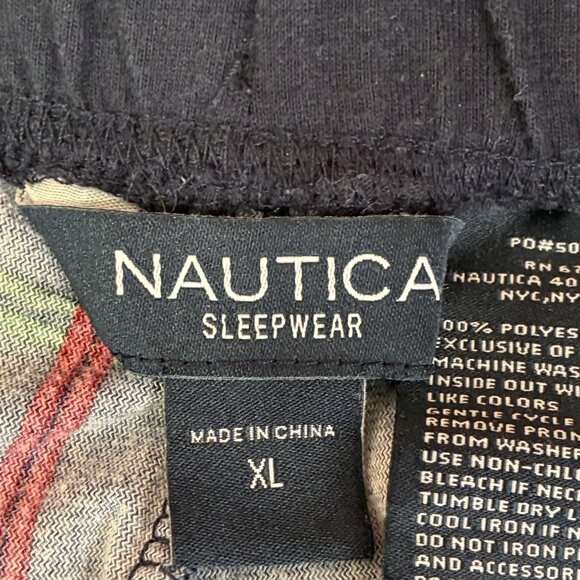 NAUTICA
SLEEPWEAR
MADE IN CHINA
XL
PO#50
RN 6
NAUTICA 40
NYC, NY
100% POLYES
EXCLUSIVE OF
MACHINE WAS
INSIDE OUT WI
LIKE COLORS
GENTLE CYCLE
REMOVE PRON
FROM WASHER
USE NON-CHL
BLEACH IF NEC
TUMBLE DRY L
COOL IRON IF N
DO NOT IRON P
AND ACCESSOR